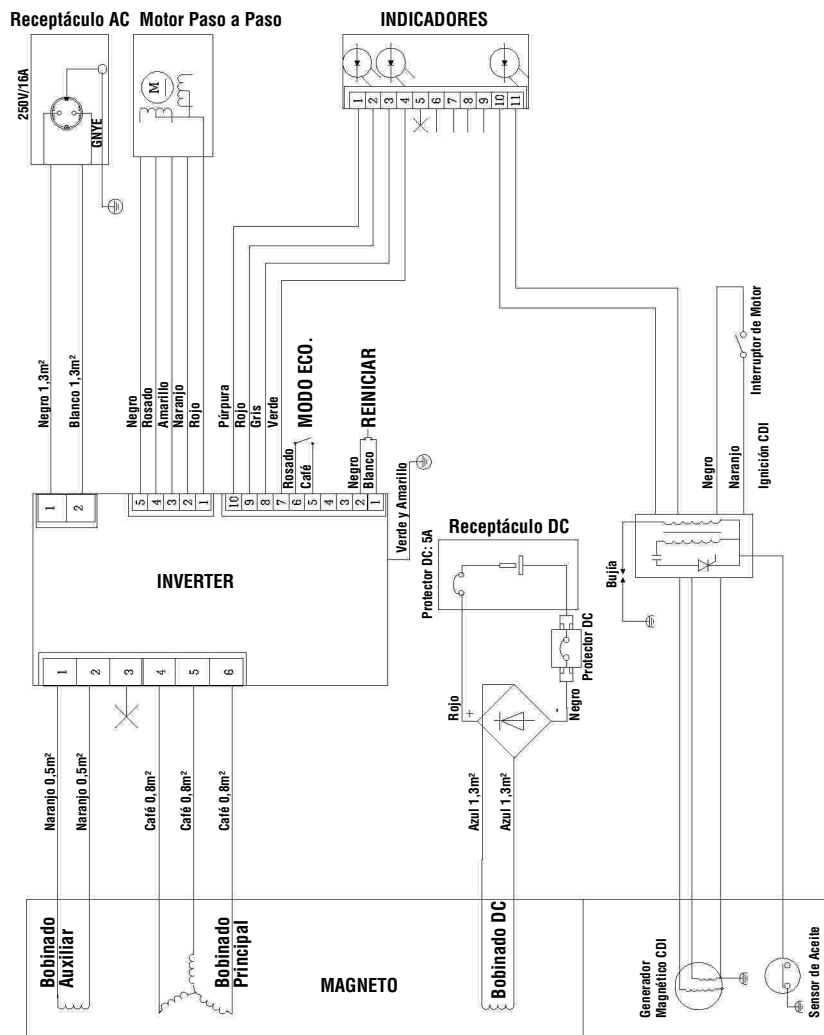 Receptáculo AC
Motor Paso a Paso
INDICADORES
250V/16A
GNYE
M
1
2
3
4
5
6
7
8
9
10
11
Negro 1,3m²
Blanco 1,3m²
Negro
Rosado
Amarillo
Naranjo
Rojo
Púrpura
Rojo
Gris
Verde
Rosado
Café
MODO ECO.
Negro
Blanco
REINICIAR
Negro
Naranjo
Interruptor de Motor
Ignición CDI
1
2
5
4
3
2
1
10
9
8
7
6
5
4
3
2
1
Verde y Amarillo
INVERTER
Receptáculo DC
Protector DC: 5A
Bujía
1
2
3
4
5
6
Protector DC
Rojo
+
-
Negro
Naranjo 0,5m²
Naranjo 0,5m²
Café 0,8m²
Café 0,8m²
Café 0,8m²
Azul 1,3m²
Azul 1,3m²
Bobinado
Auxiliar
Bobinado
Principal
MAGNETO
Bobinado DC
Generador
Magnético CDI
Sensor de Aceite